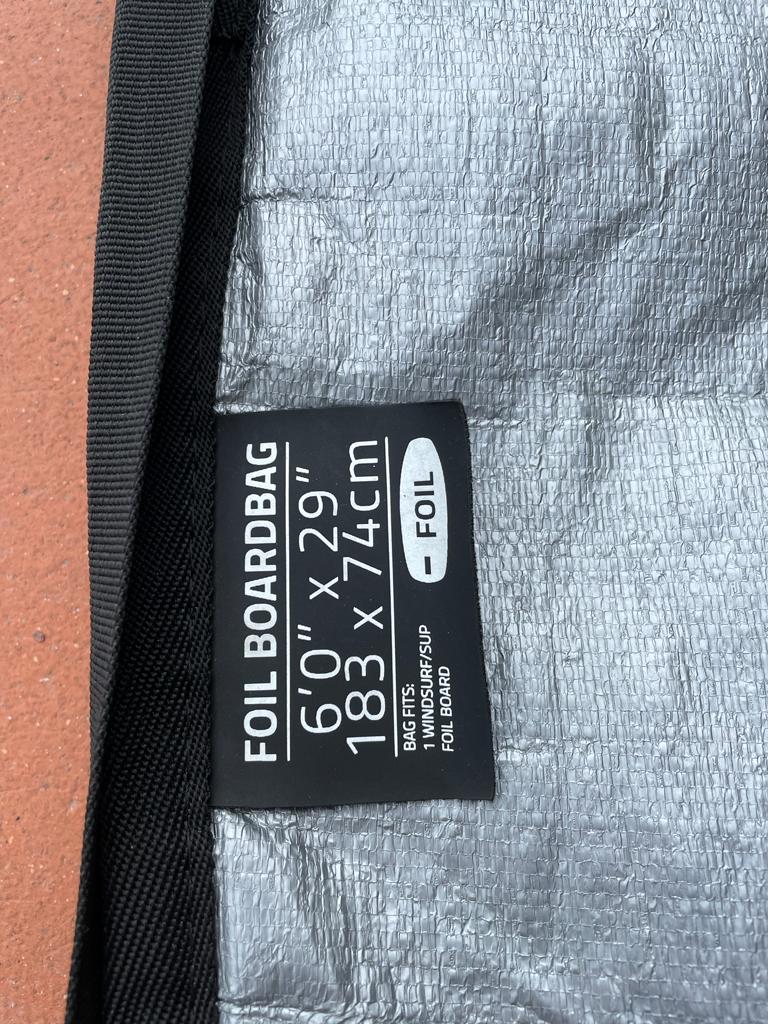 FOIL BOARDBAG
6'0" x 29"
183 x 74cm
BAG FITS:
1 WINDSURF/SUP
FOIL BOARD
- FOIL